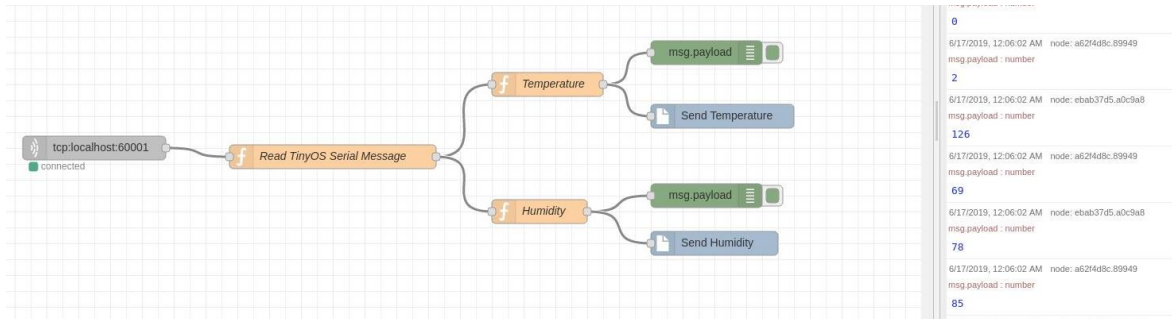 tcp:localhost:60001
connected
Read TinyOS Serial Message
Temperature
msg.payload
Send Temperature
Humidity
msg.payload
Send Humidity
0
6/17/2019, 12:06:02 AM node: a62f4d8c.89949
msg.payload : number
2
6/17/2019, 12:06:02 AM node: ebab37d5.a0c9a8
msg.payload : number
126
6/17/2019, 12:06:02 AM node: a62f4d8c.89949
msg.payload : number
69
6/17/2019, 12:06:02 AM node: ebab37d5.a0c9a8
msg.payload : number
78
6/17/2019, 12:06:02 AM node: a62f4d8c.89949
msg.payload : number
85